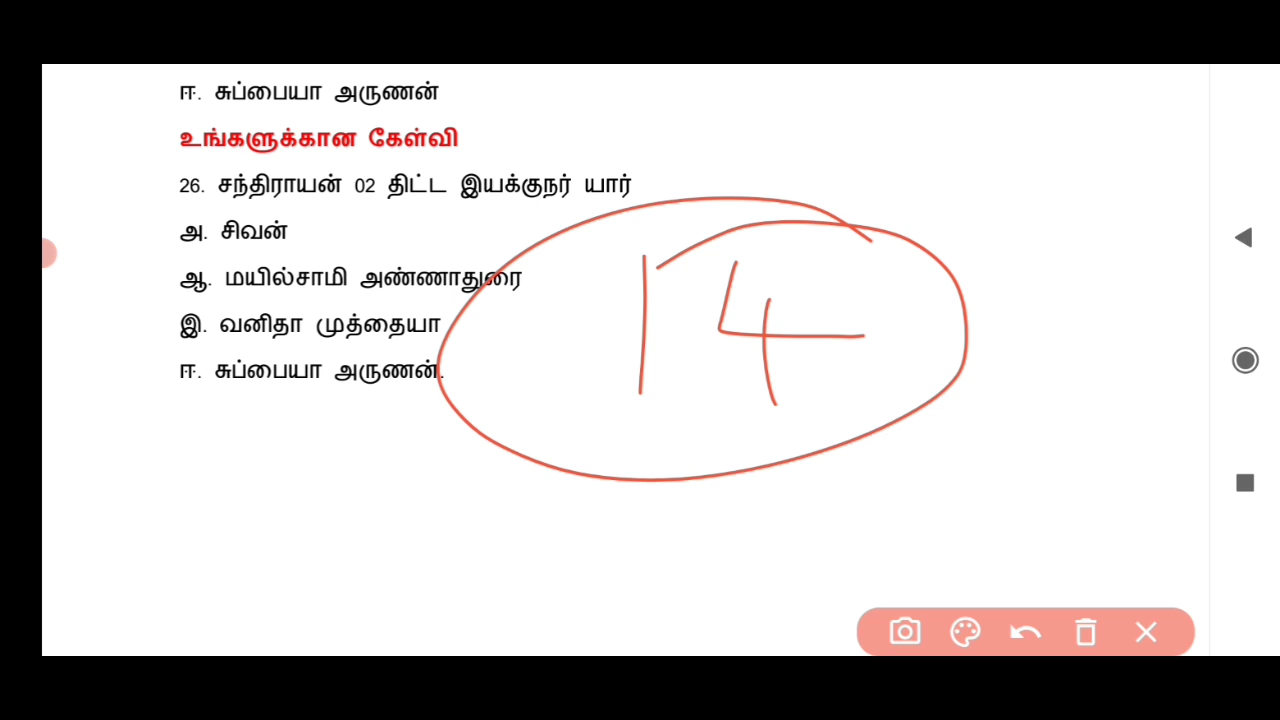 ஈ. சுப்பையா அருணன்
உங்களுக்கான கேள்வி
26. சந்திராயன் 02 திட்ட இயக்குநர் யார்
அ. சிவன்
ஆ. மயில்சாமி அண்ணாதுரை
இ. வனிதா முத்தையா
ஈ. சுப்பையா அருணன்.
14